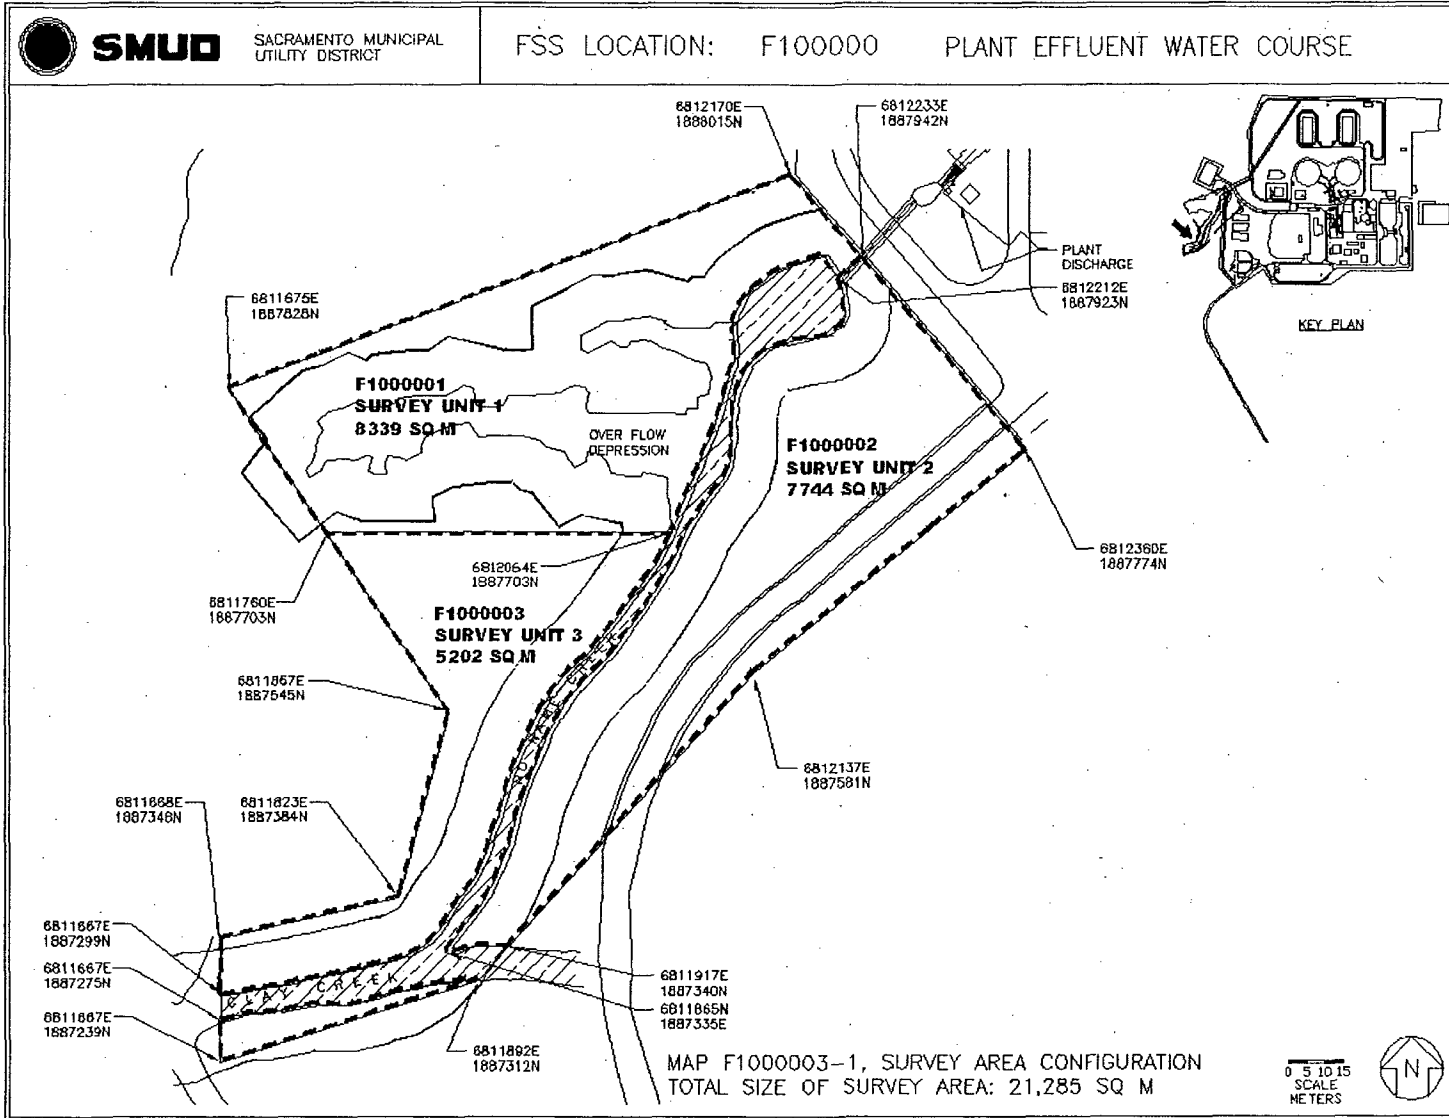 SMUD
SACRAMENTO MUNICIPAL
UTILITY DISTRICT
FSS LOCATION: F100000 PLANT EFFLUENT WATER COURSE
6812170E
1888015N
6812233E
1887942N
PLANT
DISCHARGE
6812212E
1887923N
KEY PLAN
6811675E
1887828N
F1000001
SURVEY UNIT 1
8339 SQ M
OVER FLOW
DEPRESSION
F1000002
SURVEY UNIT 2
7744 SQ M
6812360E
1887774N
6812064E
1887703N
6811760E
1887703N
F1000003
SURVEY UNIT 3
5202 SQ M
6811867E
1887545N
6812137E
1887581N
6811668E
1887346N
6811823E
1887384N
6811667E
1887299N
6811667E
1887275N
6811667E
1887239N
CLAY CREEK
6811917E
1887340N
6811865N
1887335E
6811892E
1887312N
MAP F1000003-1, SURVEY AREA CONFIGURATION
TOTAL SIZE OF SURVEY AREA: 21,285 SQ M
0 5 10 15
SCALE
METERS
N